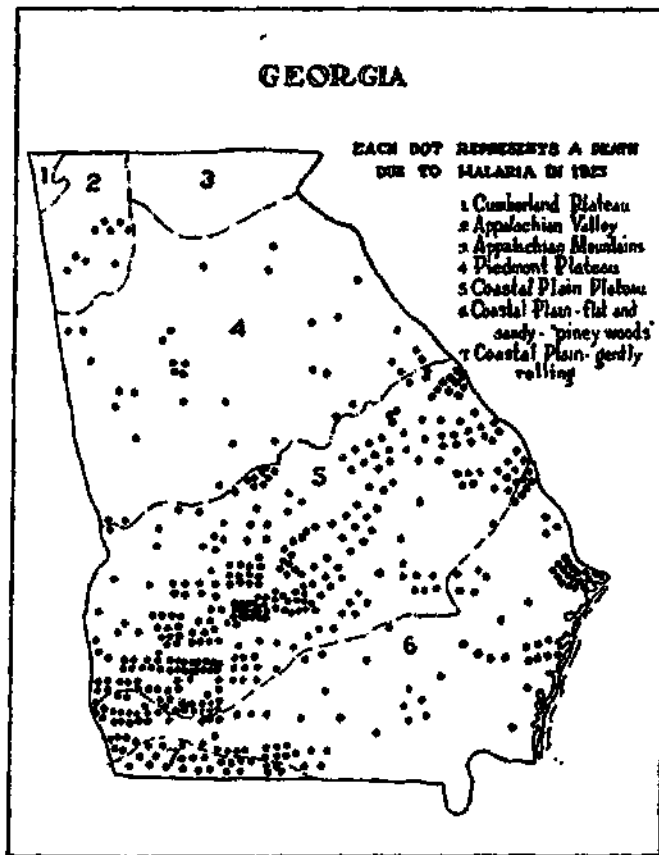 GEORGIA
EACH DOT REPRESENTS A DEATH
DUE TO MALARIA IN 1923
1 Cumberland Plateau
2 Appalachian Valley
3 Appalachian Mountains
4 Piedmont Plateau
5 Coastal Plain Plateau
6 Coastal Plain - flat and
sandy - "piney woods"
7 Coastal Plain - gently
rolling
1
2
3
4
5
6
7